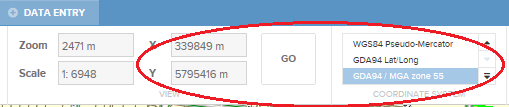 DATA ENTRY
Zoom 2471 m X 339849 m GO WGS84 Pseudo-Mercator
GDA94 Lat/Long
Scale 1: 6948 Y 5795416 m GDA94 / MGA zone 55
VIEW COORDINATE SYSTEM